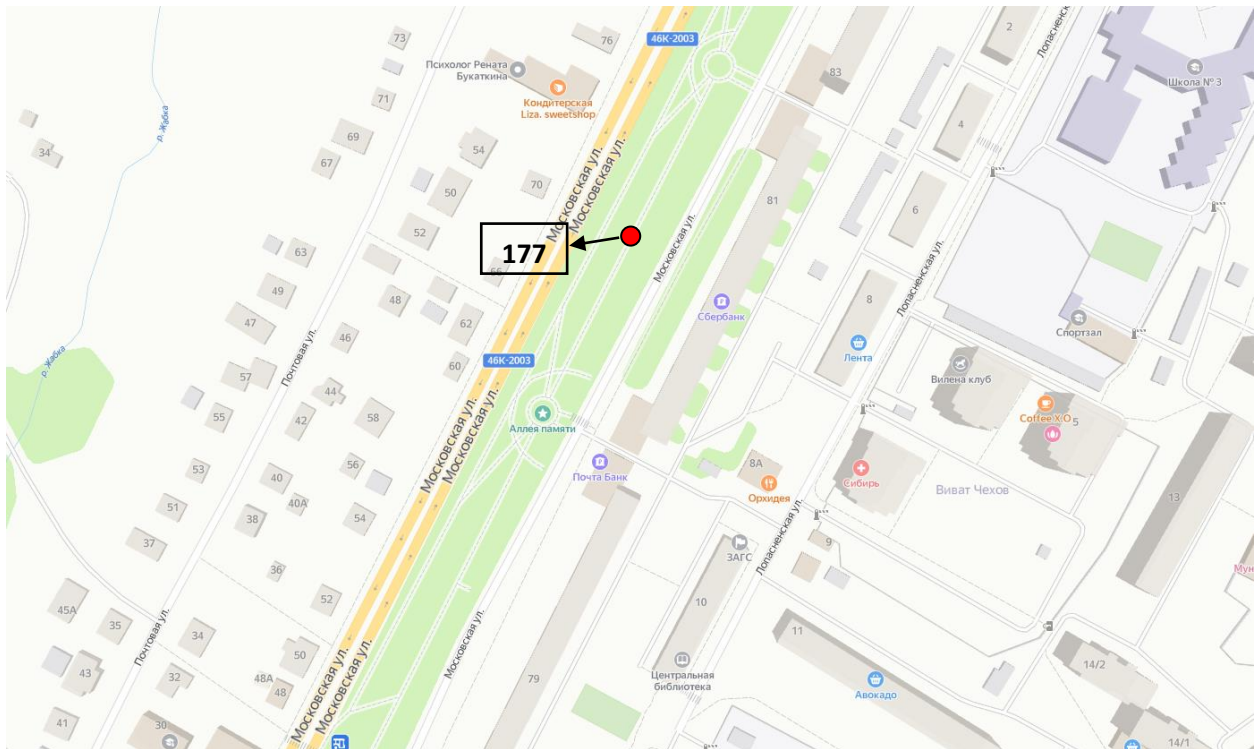 73
76
46К-2003
2
Лопасненская
Психолог Рената
Букаткина
83
Школа № 3
71
Кондитерская
Liza. sweetshop
р. Жабка
34
69
4
67
54
Московская ул.
Московская ул.
50
70
81
6
52
177
63
Московская ул.
Лопасненская ул.
49
48
8
Сбербанк
47
62
46
Спортзал
Лента
Почтовая ул.
р. Жабка
46К-2003
60
Вилена клуб
57
44
Coffee X.O.
5
55
42
58
Аллея памяти
Московская ул.
Московская ул.
53
56
8А
Почта Банк
40
Сибирь
Орхидея
Виват Чехов
13
51
40А
38
54
Лопасненская ул.
37
9
ЗАГС
36
52
45А
10
35
11
34
Почтовая ул.
Московская ул.
50
14/2
43
32
48А
79
Центральная
библиотека
48
Авокадо
Московская ул.
Московская ул.
41
30
14/1